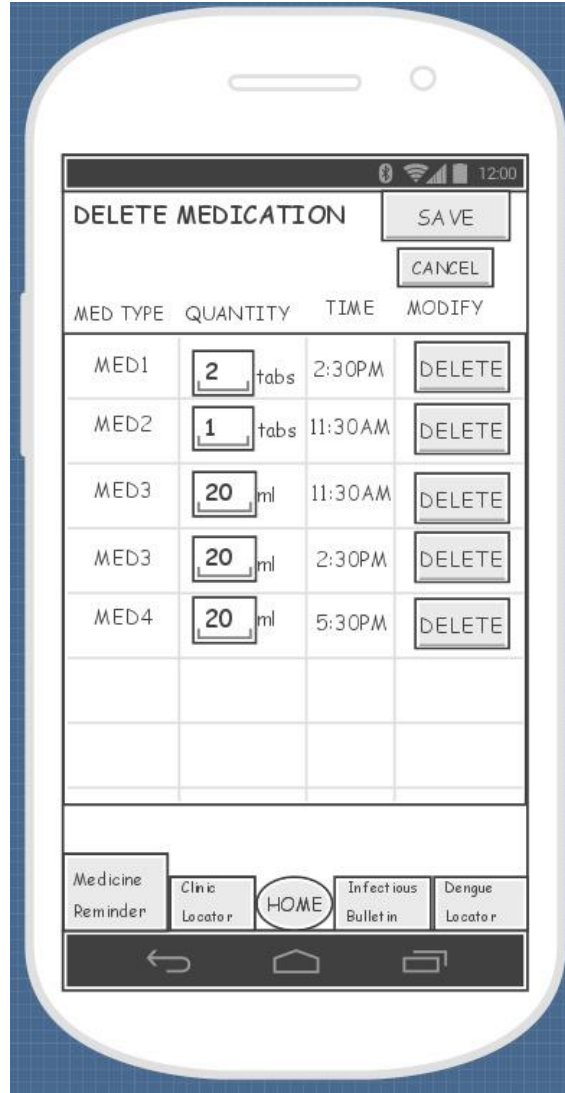 12:00
DELETE MEDICATION SAVE
CANCEL
MED TYPE QUANTITY TIME MODIFY
MED1 2 tabs 2:30PM DELETE
MED2 1 tabs 11:30AM DELETE
MED3 20 ml 11:30AM DELETE
MED3 20 ml 2:30PM DELETE
MED4 20 ml 5:30PM DELETE
Medicine Reminder
Clinic Locator
HOME
Infectious Bulletin
Dengue Locator